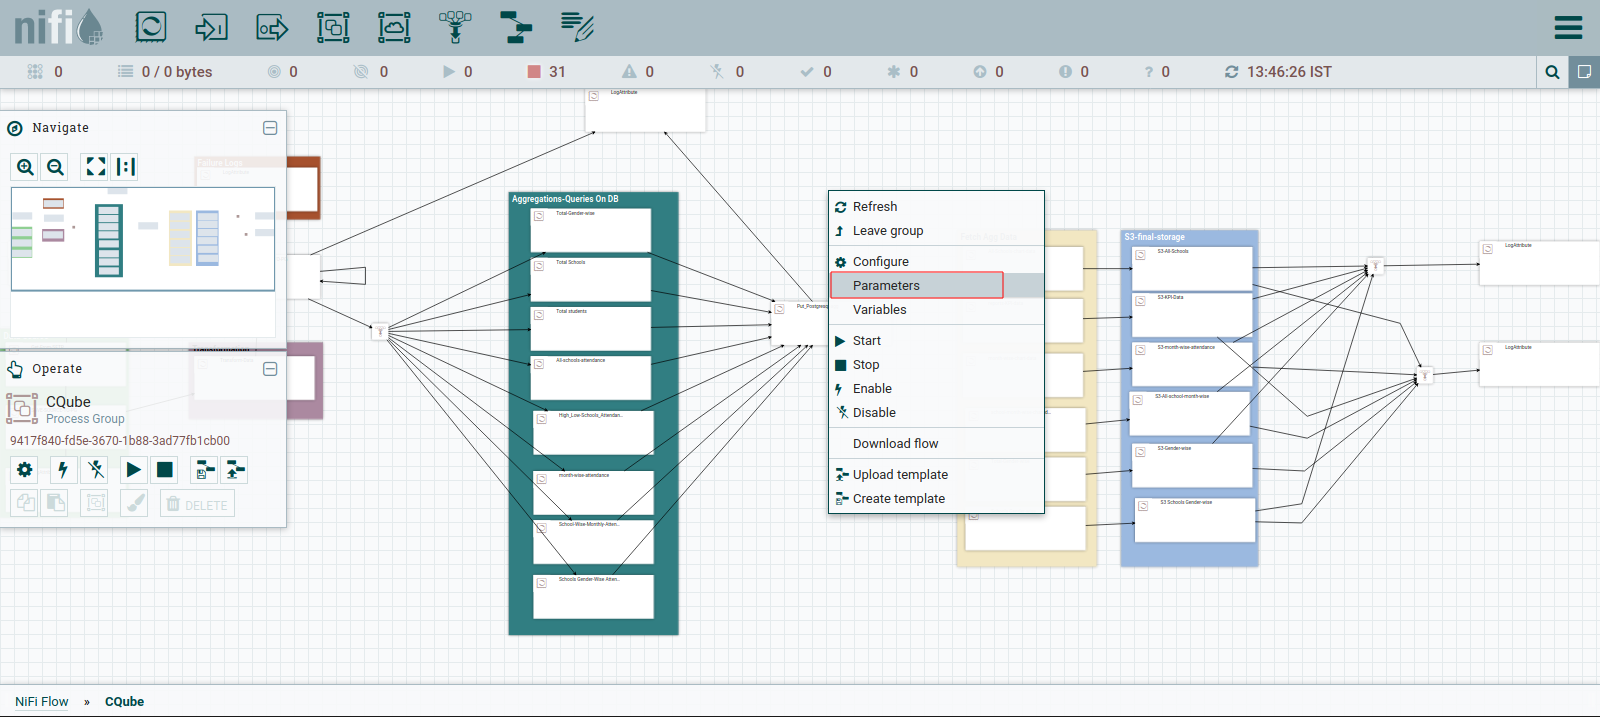 nifi
0
0 / 0 bytes
0
0
0
31
0
0
0
0
0
0
0
13:46:26 IST
LogAttribute
Navigate
Failure Logs
Operate
CQube
Process Group
9417f840-fd5e-3670-1b88-3ad77fb1cb00
DELETE
Aggregations-Queries On DB
Total-Gender-wise
Total Schools
Total students
All-schools-attendance
High_Low-Schools_Attendan..
month-wise-attendance
School-Wise-Monthly-Atten..
Schools Gender-Wise Atten..
Refresh
Leave group
Configure
Parameters
Variables
Start
Stop
Enable
Disable
Download flow
Upload template
Create template
S3-final-storage
S3-All-Schools
S3-KPI-Data
S3-month-wise-attendance
S3-All-school-month-wise
S3-Gender-wise
S3 Schools Gender-wise
LogAttribute
LogAttribute
NiFi Flow » CQube